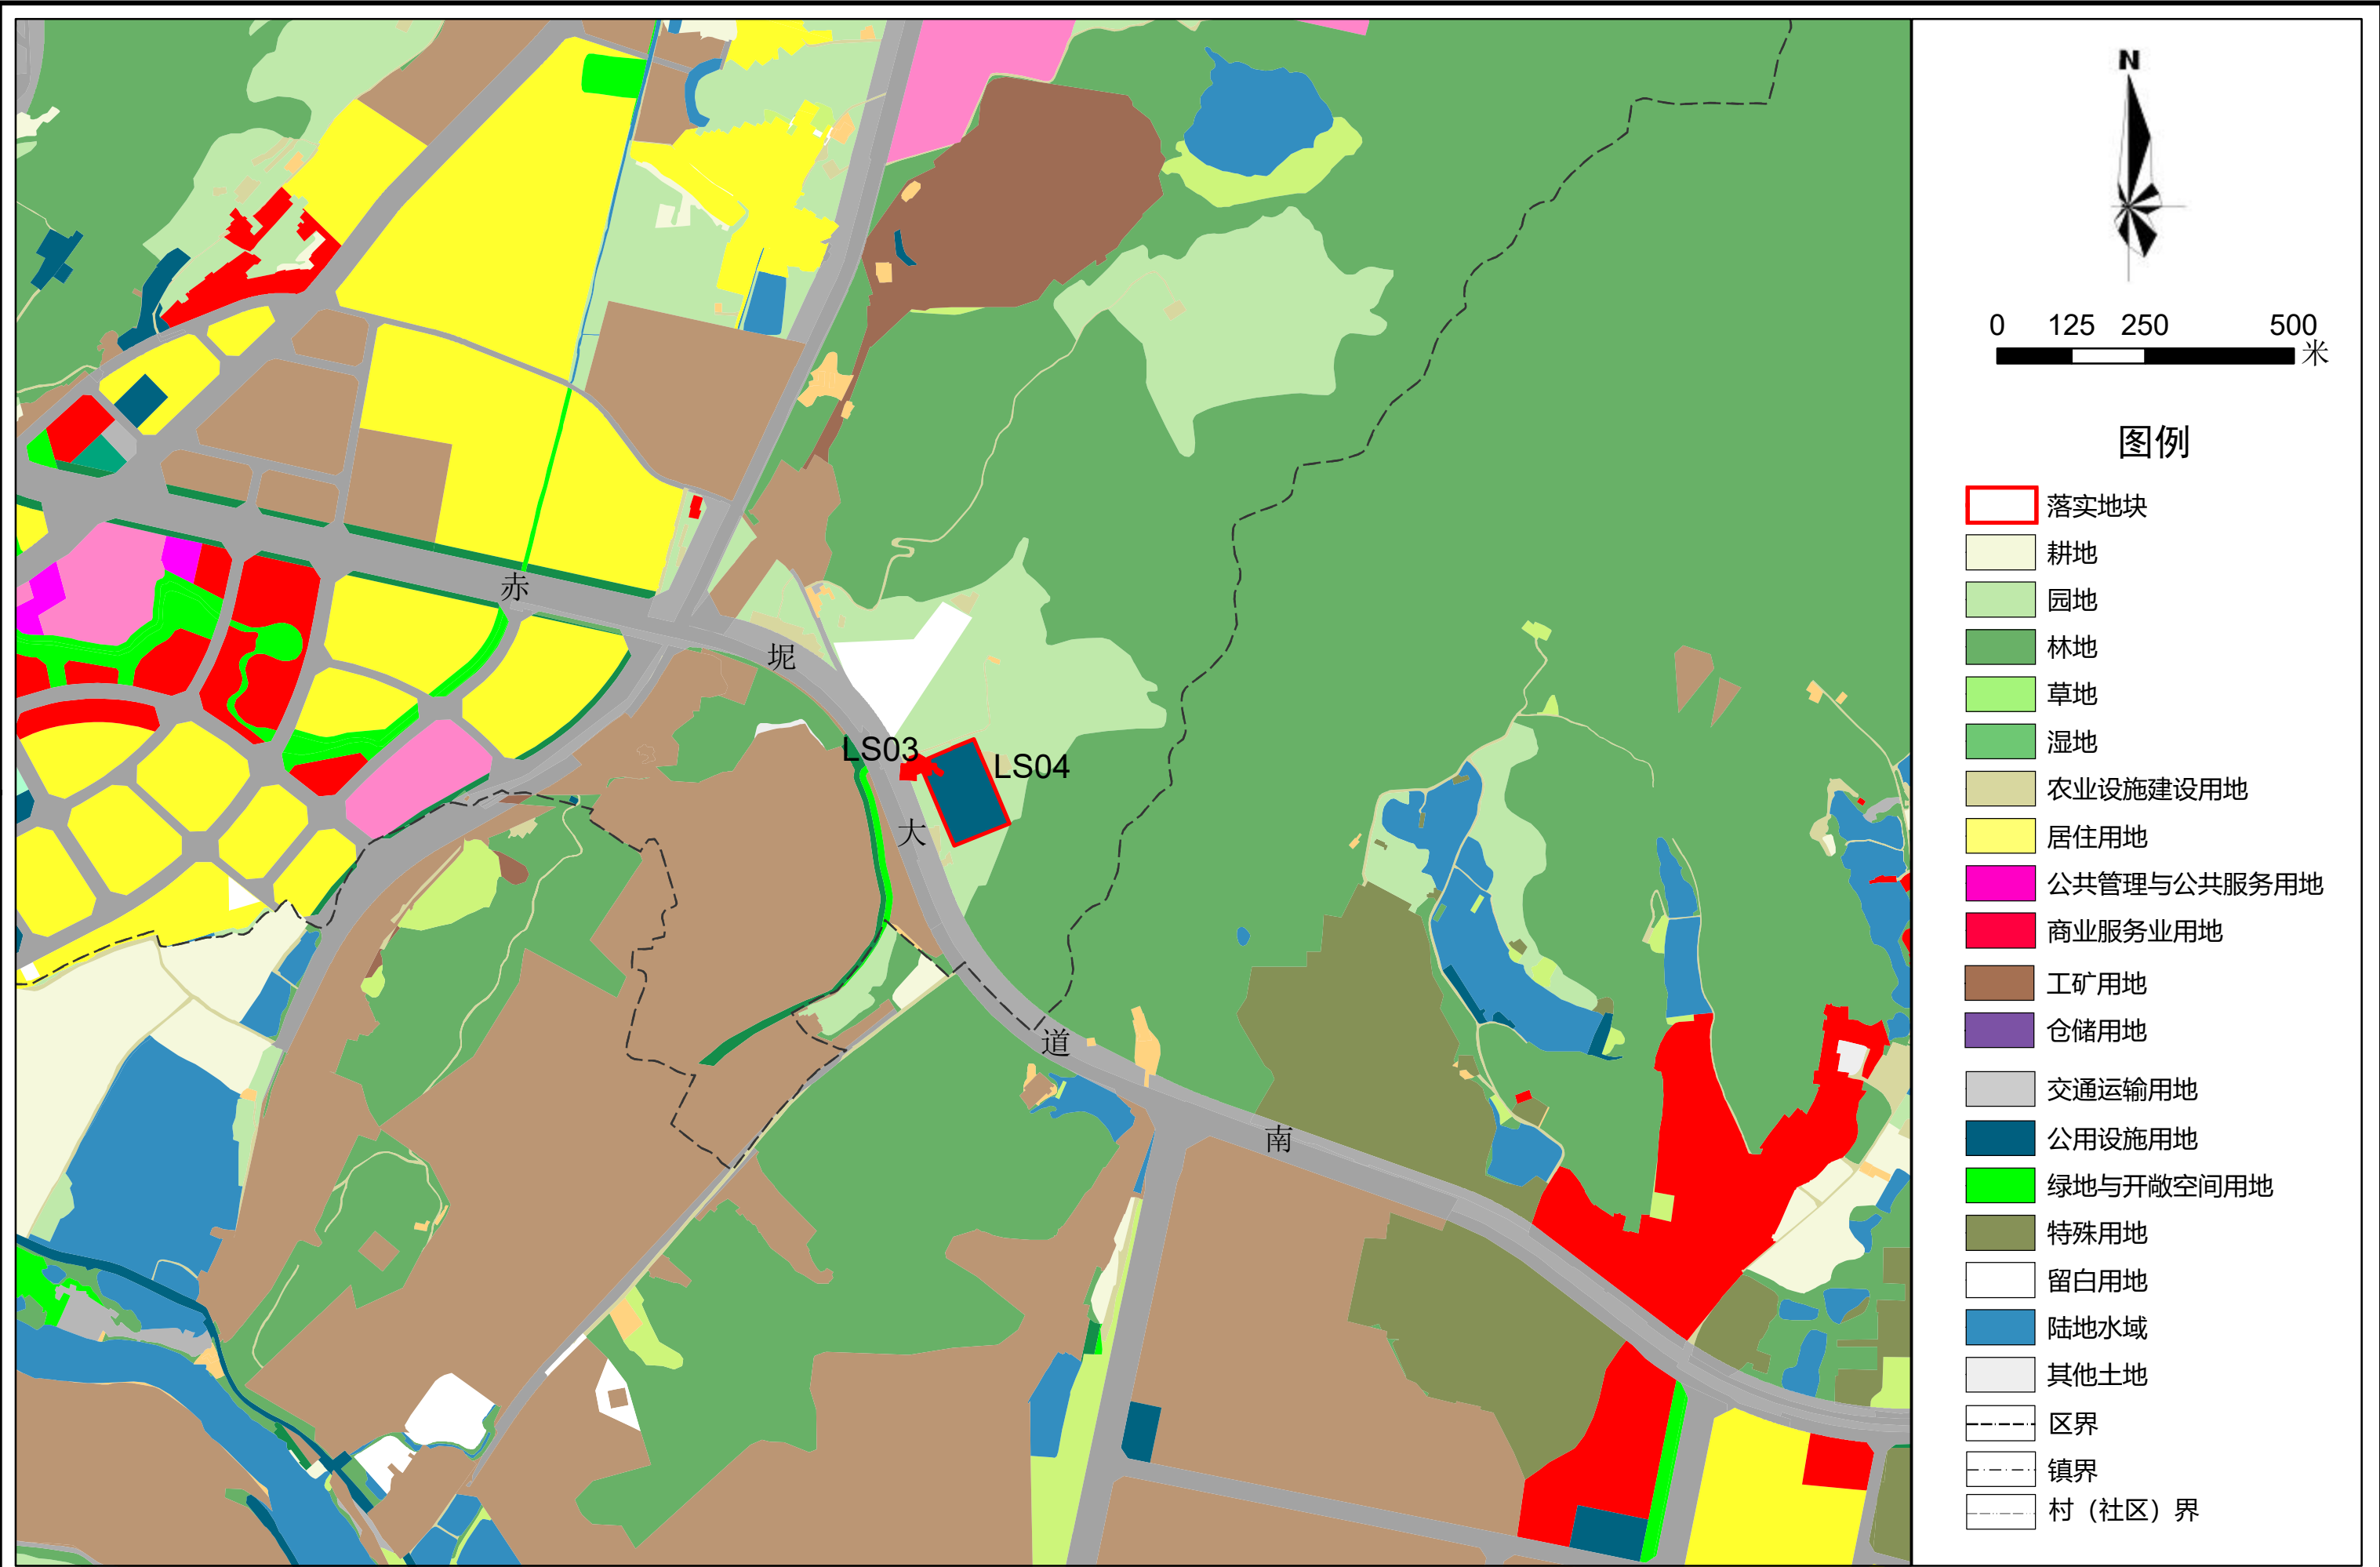 N
0 125 250 500
米
图例
落实地块
耕地
园地
林地
草地
湿地
农业设施建设用地
居住用地
公共管理与公共服务用地
商业服务业用地
工矿用地
仓储用地
交通运输用地
公用设施用地
绿地与开敞空间用地
特殊用地
留白用地
陆地水域
其他土地
区界
镇界
村（社区）界
赤
坭
LS03
LS04
大
道
南